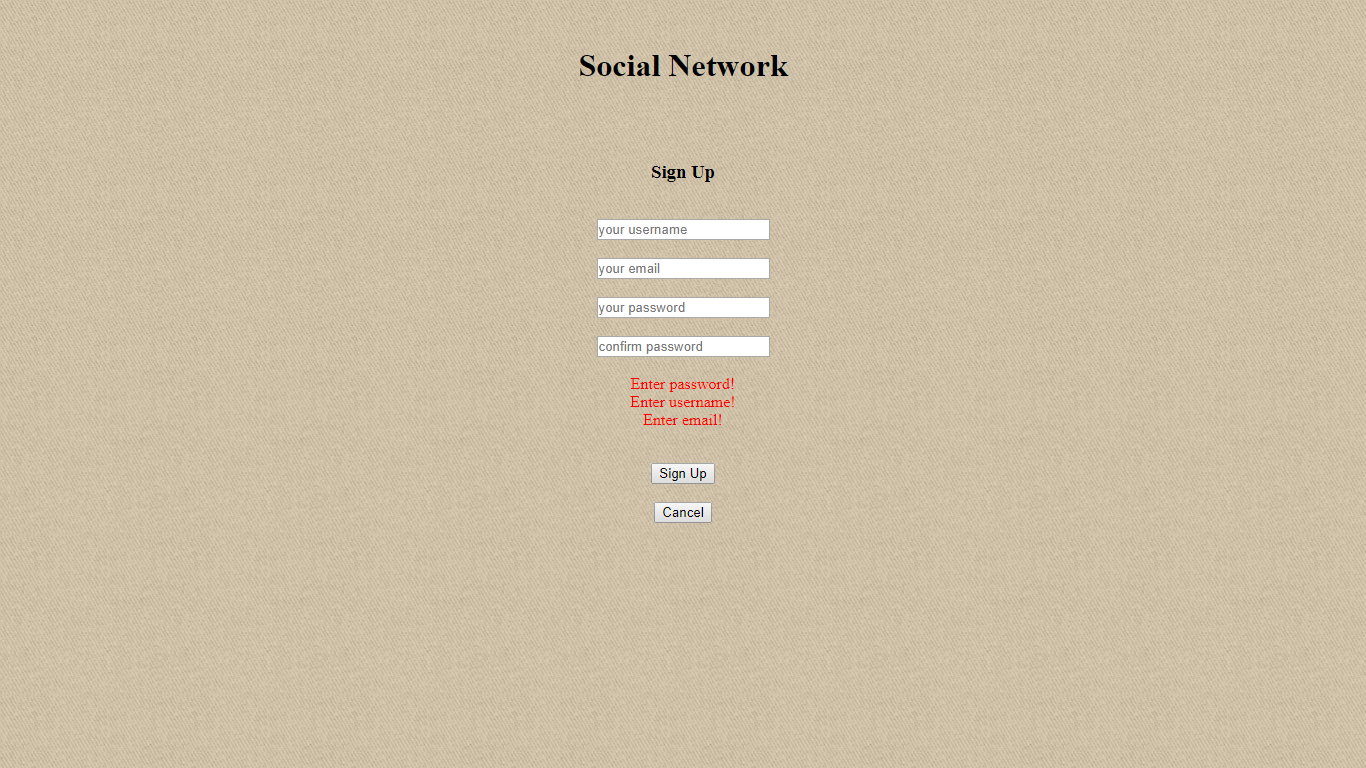 Social Network
Sign Up
your username
your email
your password
confirm password
Enter password!
Enter username!
Enter email!
Sign Up
Cancel